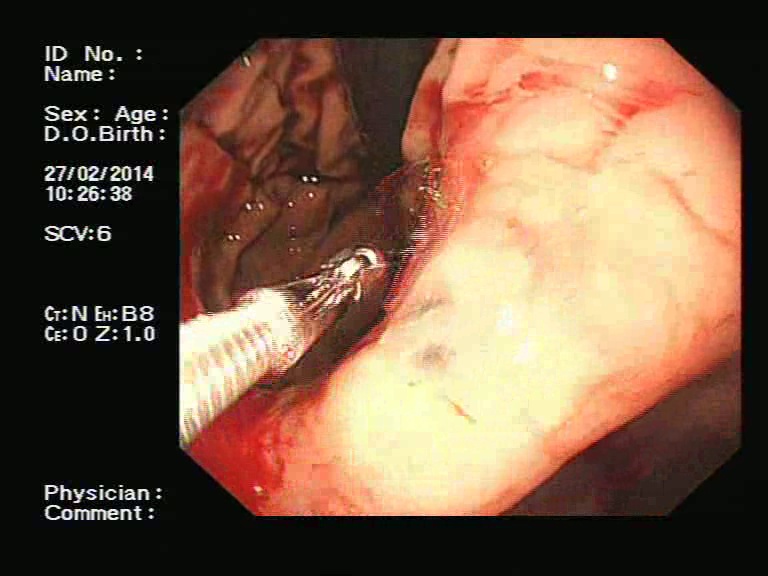 ID No. :
Name:
Sex: Age:
D.O.Birth:
27/02/2014
10:26:38
SCV:6
CT:N EH:B8
CE:0 Z:1.0
Physician:
Comment: